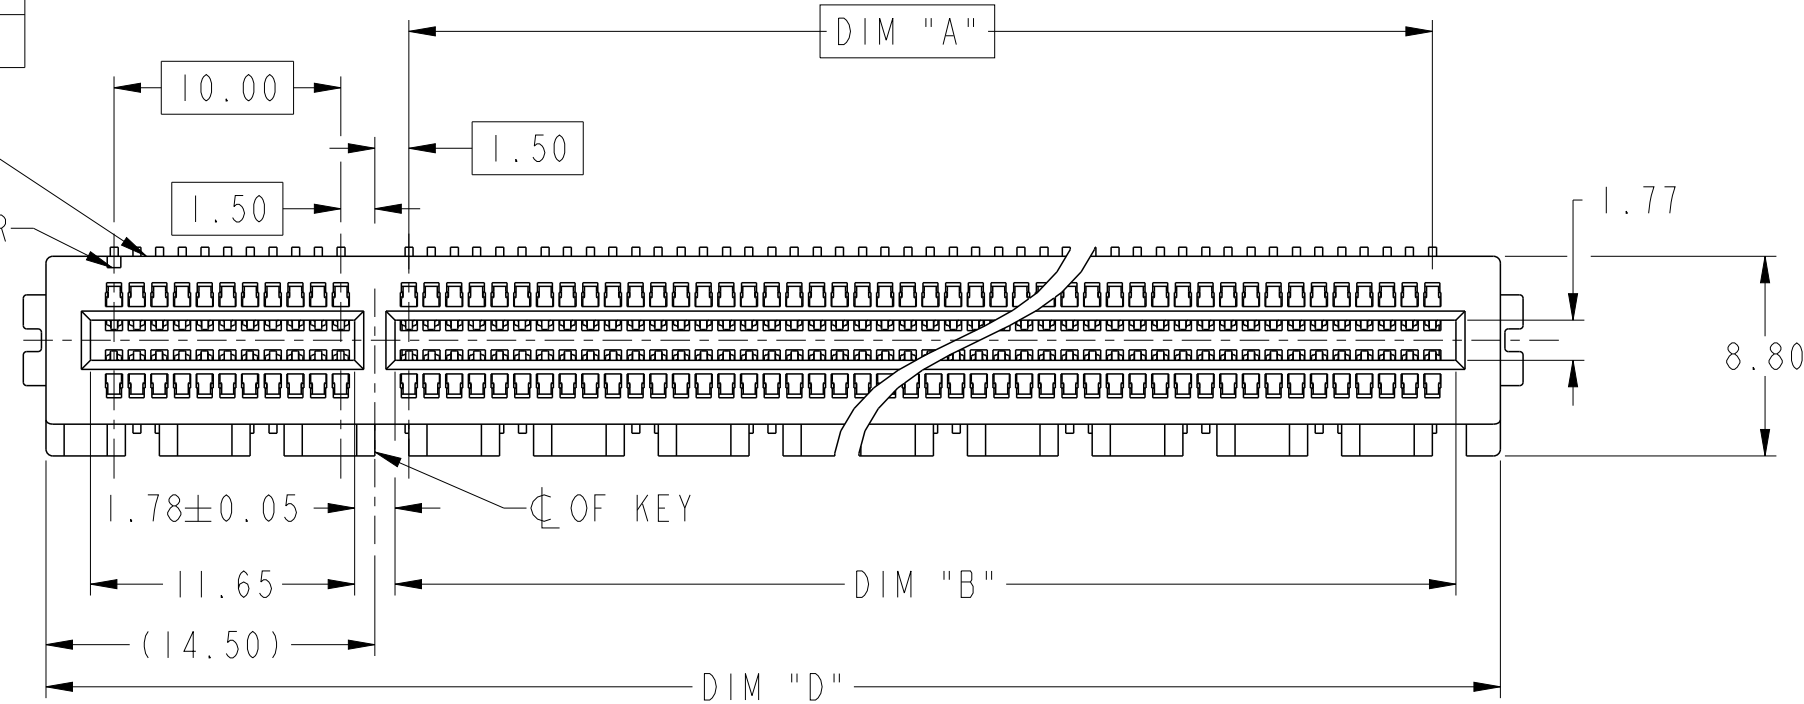 DIM "A"
10.00
1.50
1.50
R
1.77
8.80
1.78±0.05
℄ OF KEY
11.65
DIM "B"
(14.50)
DIM "D"